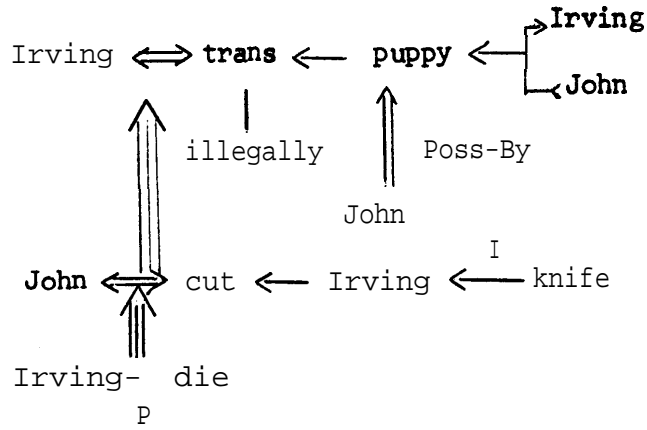 Irving
Irving trans puppy
John
illegally Poss-By
John
I
John cut Irving knife
Irving- die
P